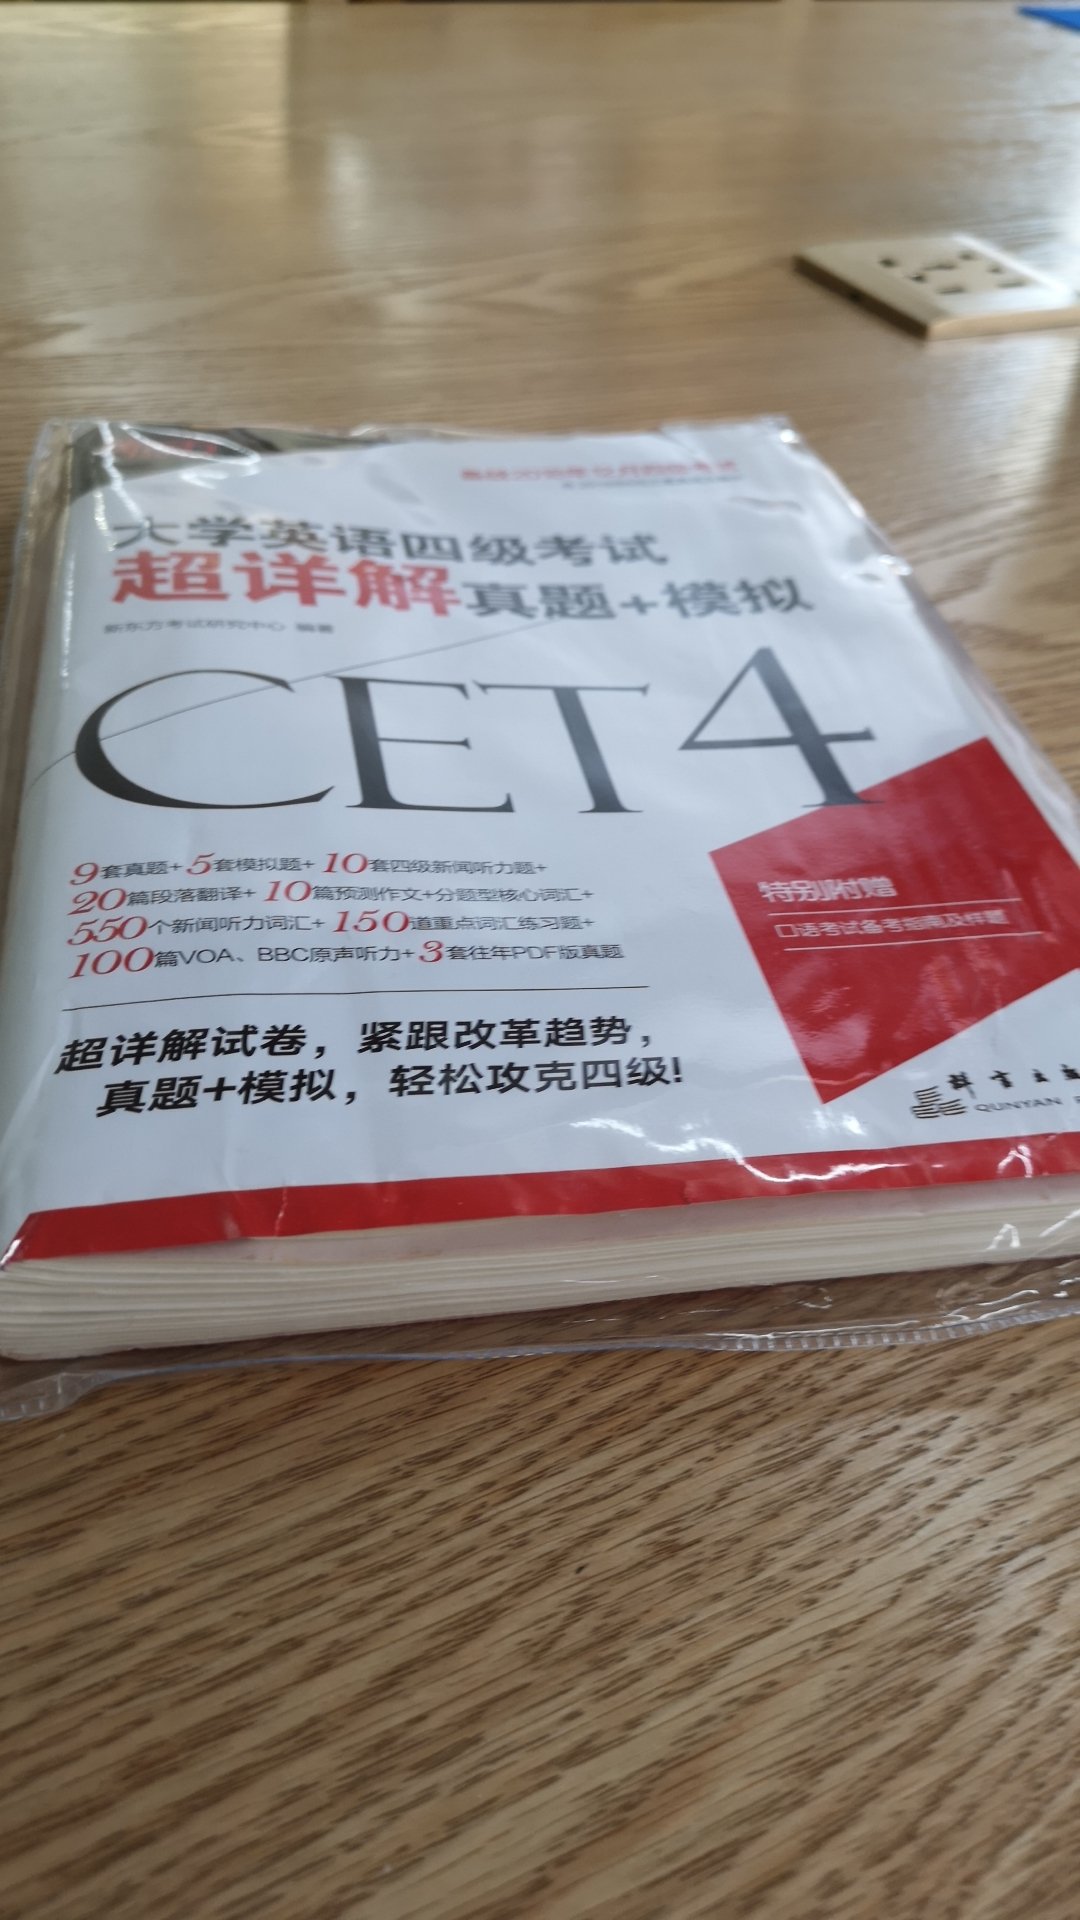 大学英语四级考试
超详解真题+模拟
新东方考试研究中心 编著
CET4
9套真题+5套模拟题+10套四级新闻听力题+
20篇段落翻译+10篇预测作文+分题型核心词汇+
550个新闻听力词汇+150道重点词汇练习题+
100篇VOA、BBC原声听力+3套往年PDF版真题
特别附赠
口语考试备考指南及样题
超详解试卷，紧跟改革趋势，
真题+模拟，轻松攻克四级!
群言出版
QUNYAN